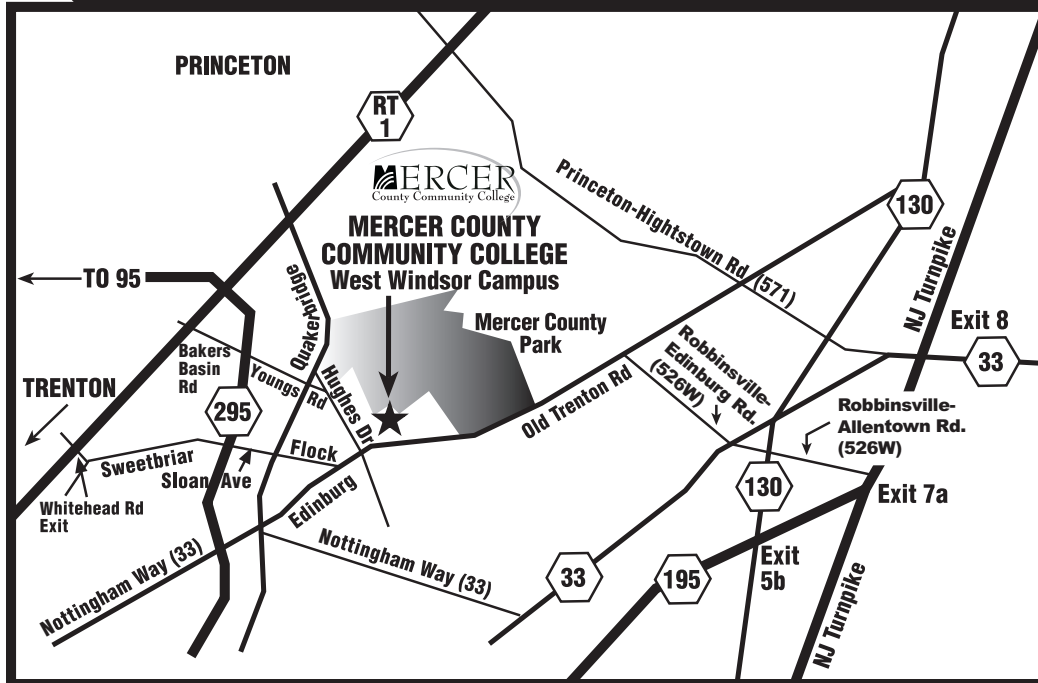 PRINCETON
RT
1
MERCER
County Community College
MERCER COUNTY
COMMUNITY COLLEGE
West Windsor Campus
Princeton-Hightstown Rd (571)
130
NJ Turnpike
TO 95
Quakerbridge
Mercer County
Park
Exit 8
33
Bakers
Basin
Rd
Youngs Rd
Hughes Dr
TRENTON
295
Old Trenton Rd
Robbinsville-
Edinburg Rd.
(526W)
Robbinsville-
Allentown Rd.
(526W)
Sweetbriar
Sloan Ave
Flock
Whitehead Rd
Exit
Edinburg
130
Exit 7a
Nottingham Way (33)
Nottingham Way (33)
33
195
Exit
5b
NJ Turnpike